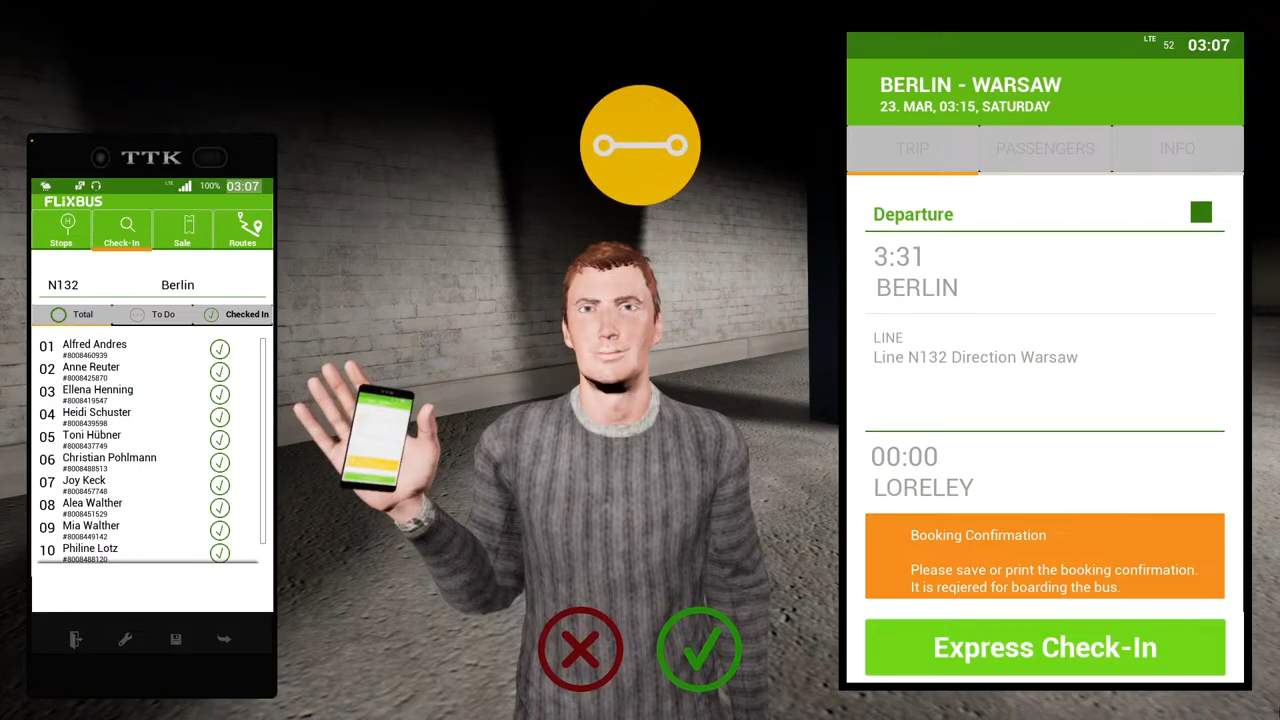 TTK
LTE 100% 03:07
FLiXBUS
Stops Check-In Sale Routes
N132 Berlin
Total To Do Checked In
01 Alfred Andres
#8008460939
02 Anne Reuter
#8008425870
03 Ellena Henning
#8008419547
04 Heidi Schuster
#8008439598
05 Toni Hübner
#8008437749
06 Christian Pohlmann
#8008488513
07 Joy Keck
#8008457748
08 Alea Walther
#8008451529
09 Mia Walther
#8008449142
10 Philine Lotz
#8008488120
LTE 52 03:07
BERLIN - WARSAW
23. MAR, 03:15, SATURDAY
TRIP PASSENGERS INFO
Departure
3:31
BERLIN
LINE
Line N132 Direction Warsaw
00:00
LORELEY
Booking Confirmation
Please save or print the booking confirmation.
It is reqiered for boarding the bus.
Express Check-In